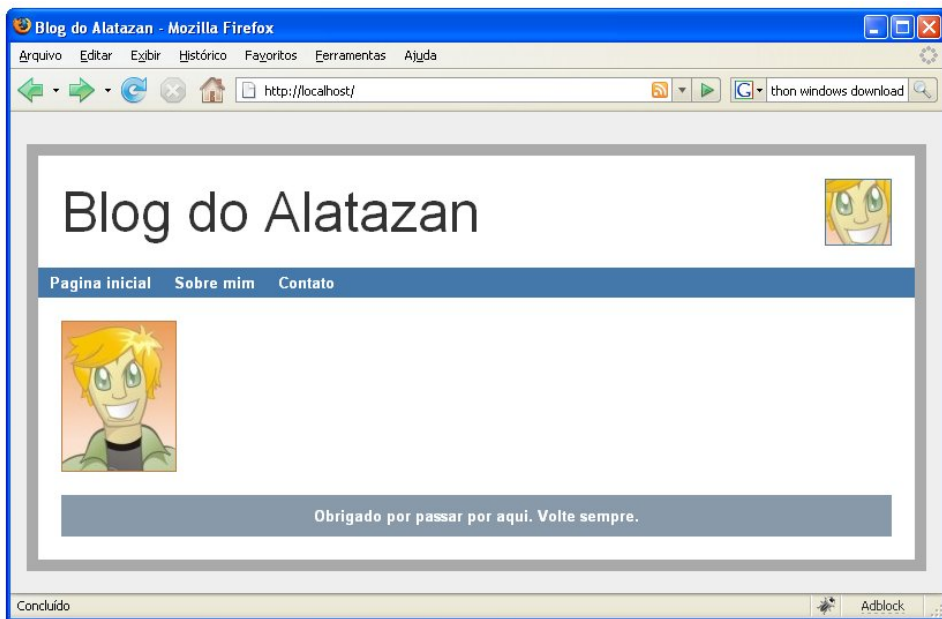 Blog do Alatazan - Mozilla Firefox
Arquivo Editar Exibir Histórico Favoritos Ferramentas Ajuda
http://localhost/ G thon windows download
Blog do Alatazan
Pagina inicial Sobre mim Contato
Obrigado por passar por aqui. Volte sempre.
Concluído Adblock